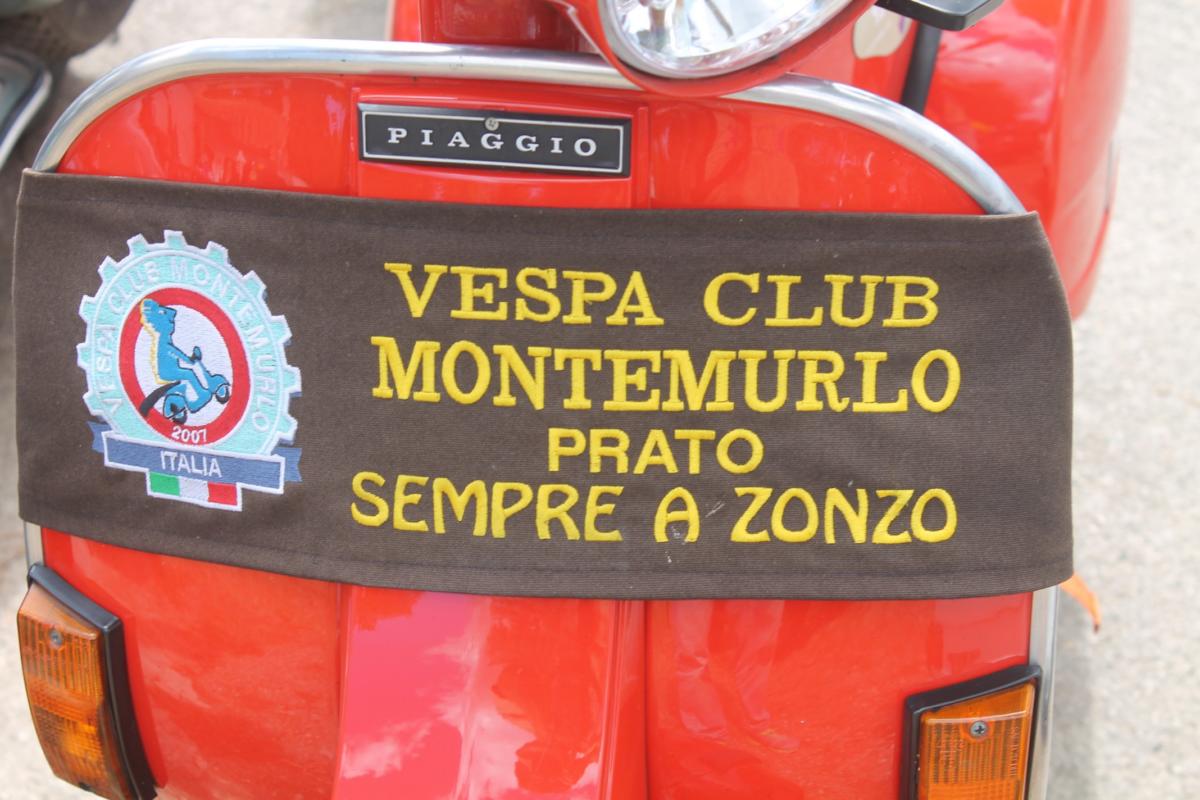 PIAGGIO
VESPA CLUB MONTEMURLO
2007
ITALIA
VESPA CLUB
MONTEMURLO
PRATO
SEMPRE A ZONZO